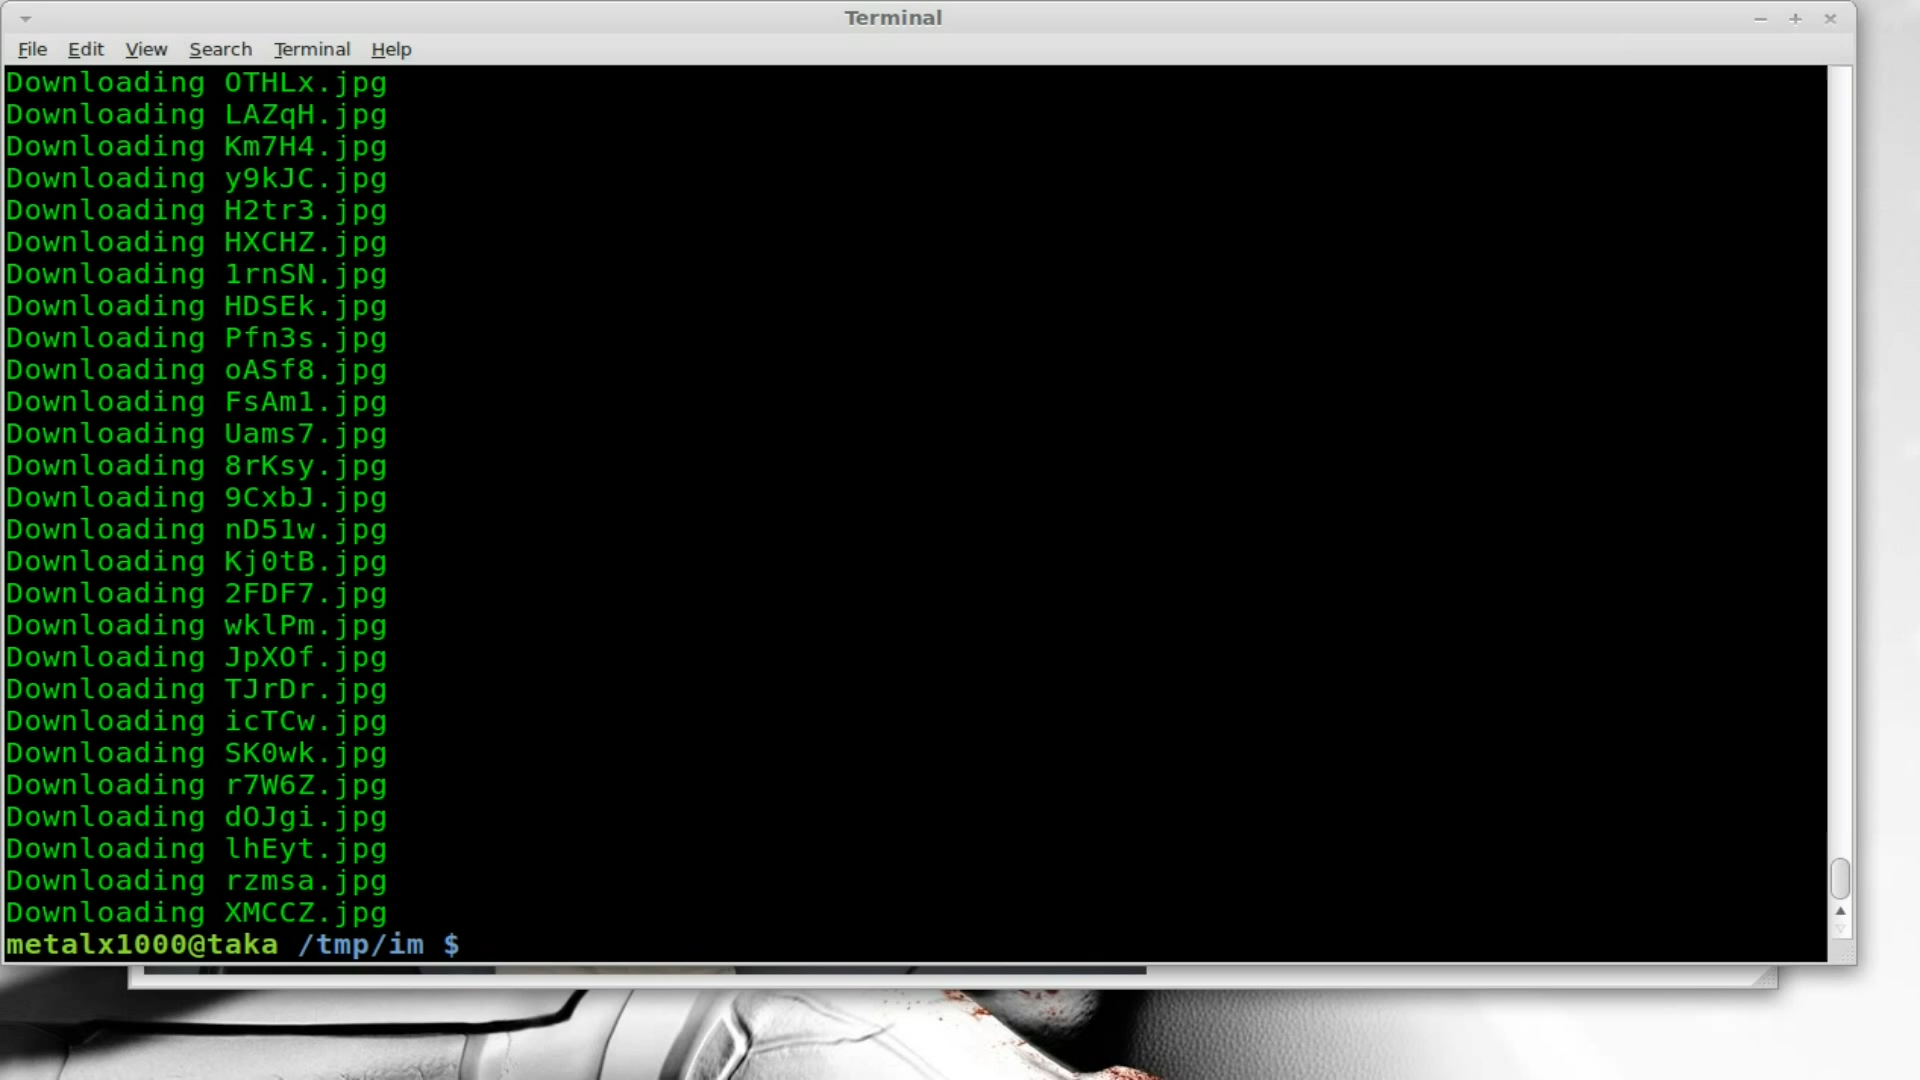 Terminal
File Edit View Search Terminal Help
Downloading OTHLx.jpg
Downloading LAZqH.jpg
Downloading Km7H4.jpg
Downloading y9kJC.jpg
Downloading H2tr3.jpg
Downloading HXCHZ.jpg
Downloading 1rnSN.jpg
Downloading HDSEk.jpg
Downloading Pfn3s.jpg
Downloading oASf8.jpg
Downloading FsAm1.jpg
Downloading Uams7.jpg
Downloading 8rKsy.jpg
Downloading 9CxbJ.jpg
Downloading nD51w.jpg
Downloading Kj0tB.jpg
Downloading 2FDF7.jpg
Downloading wklPm.jpg
Downloading JpXOf.jpg
Downloading TJrDr.jpg
Downloading icTCw.jpg
Downloading SK0wk.jpg
Downloading r7W6Z.jpg
Downloading dOJgi.jpg
Downloading lhEyt.jpg
Downloading rzmsa.jpg
Downloading XMCCZ.jpg
metalx1000@taka /tmp/im $